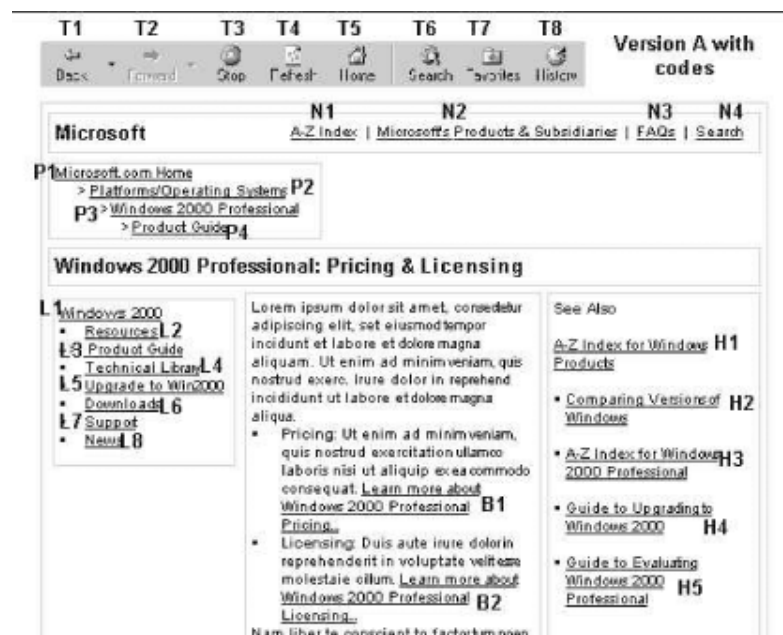 T1 T2 T3 T4 T5 T6 T7 T8
Version A with
codes
Back Forward Stop Refresh Home Search Favorites History
N1 N2 N3 N4
Microsoft A-Z Index | Microsoft's Products & Subsidiaries | FAQs | Search
P1 Microsoft.com Home
> Platforms/Operating Systems P2
P3 > Windows 2000 Professional
> Product Guide P4
Windows 2000 Professional: Pricing & Licensing
L1 Windows 2000
▪ Resources L2
L3 Product Guide
▪ Technical Library L4
L5 Upgrade to Win2000
▪ Downloads L6
L7 Support
▪ News L8
Lorem ipsum dolor sit amet, consedetur
adipiscing elit, set eiusmod tempor
incidunt et labore et dolore magna
aliquam. Ut enim ad minim veniam, quis
nostrud exerc. Irure dolor in reprehend
incididunt ut labore et dolore magna
aliqua.
▪ Pricing: Ut enim ad minim veniam,
quis nostrud exercitation ullamco
laboris nisi ut aliquip ex ea commodo
consequat. Learn more about
Windows 2000 Professional B1
Pricing..
▪ Licensing: Duis aute irure dolor in
reprehenderit in voluptate velit esse
molestaie cillum. Learn more about
Windows 2000 Professional B2
Licensing..
Nam liber te conscient to factor tum poen
See Also
A-Z Index for Windows H1
Products
▪ Comparing Versions of H2
Windows
▪ A-Z Index for Windows H3
2000 Professional
▪ Guide to Upgrading to
Windows 2000 H4
▪ Guide to Evaluating
Windows 2000 H5
Professional